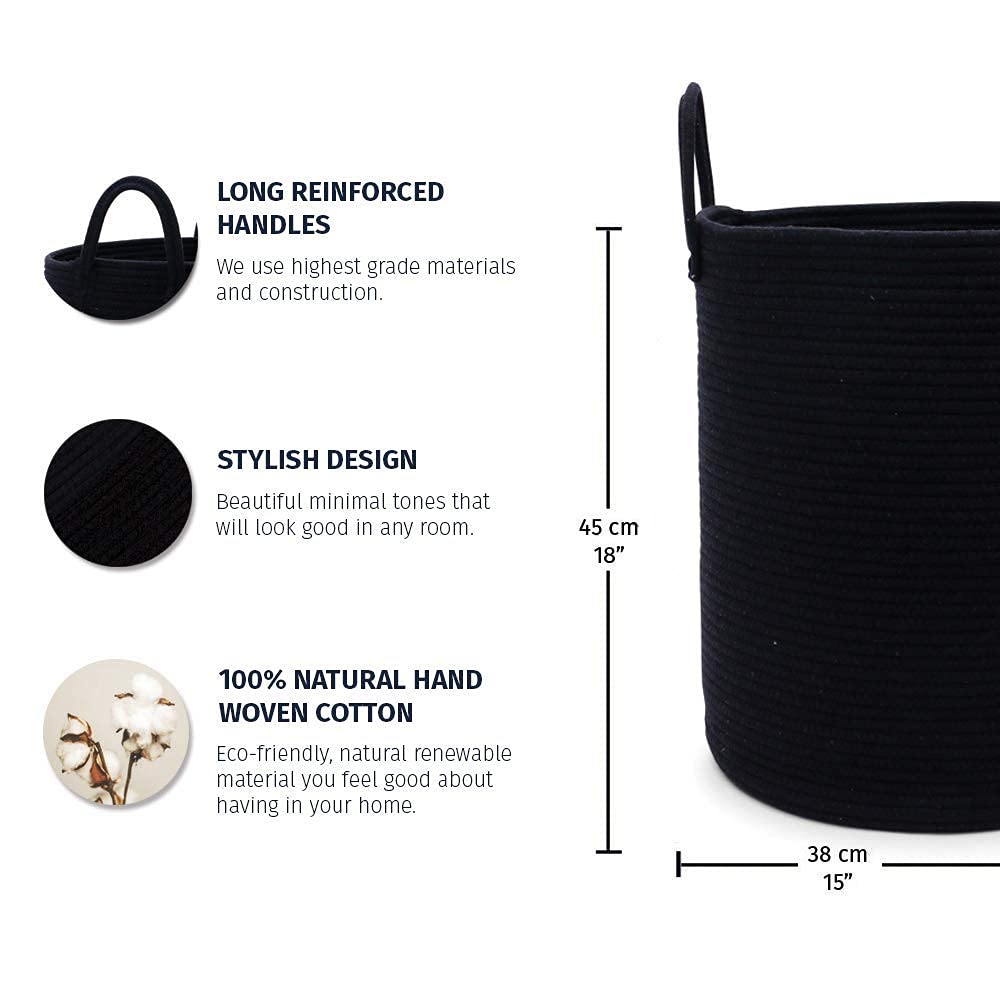 LONG REINFORCED
HANDLES
We use highest grade materials
and construction.
STYLISH DESIGN
Beautiful minimal tones that
will look good in any room.
100% NATURAL HAND
WOVEN COTTON
Eco-friendly, natural renewable
material you feel good about
having in your home.
45 cm
18”
38 cm
15”